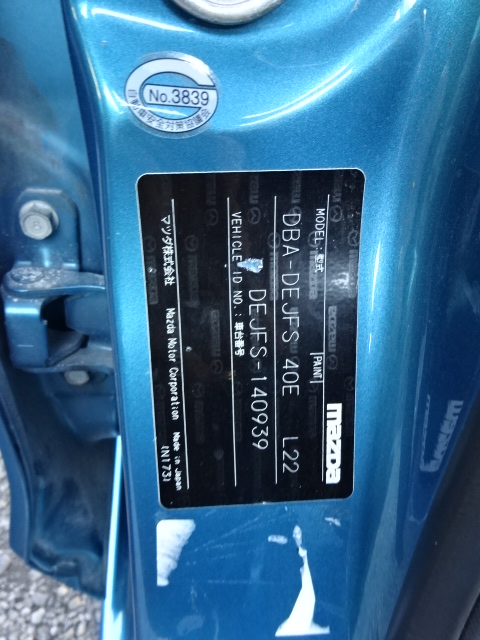 No.3839
mazda
MODEL:型式 [PAINT]
DBA-DEJFS 40E L22
VEHICLE ID NO.:車台番号
DEJFS-140939
マツダ株式会社 Mazda Motor Corporation Made in Japan
(N173)